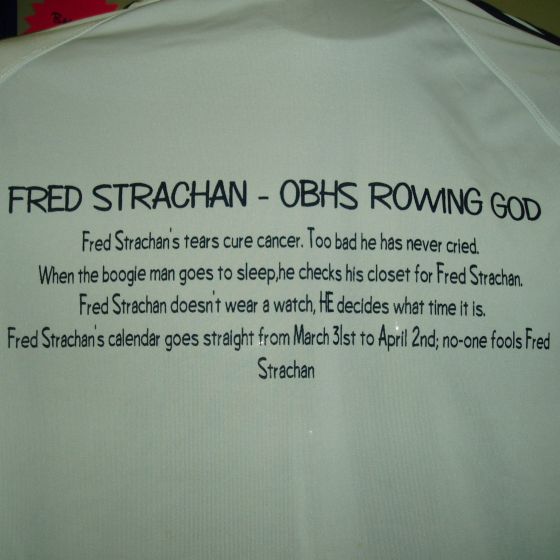 FRED STRACHAN - OBHS ROWING GOD
Fred Strachan's tears cure cancer. Too bad he has never cried.
When the boogie man goes to sleep,he checks his closet for Fred Strachan.
Fred Strachan doesn't wear a watch, HE decides what time it is.
Fred Strachan's calendar goes straight from March 31st to April 2nd; no-one fools Fred
Strachan